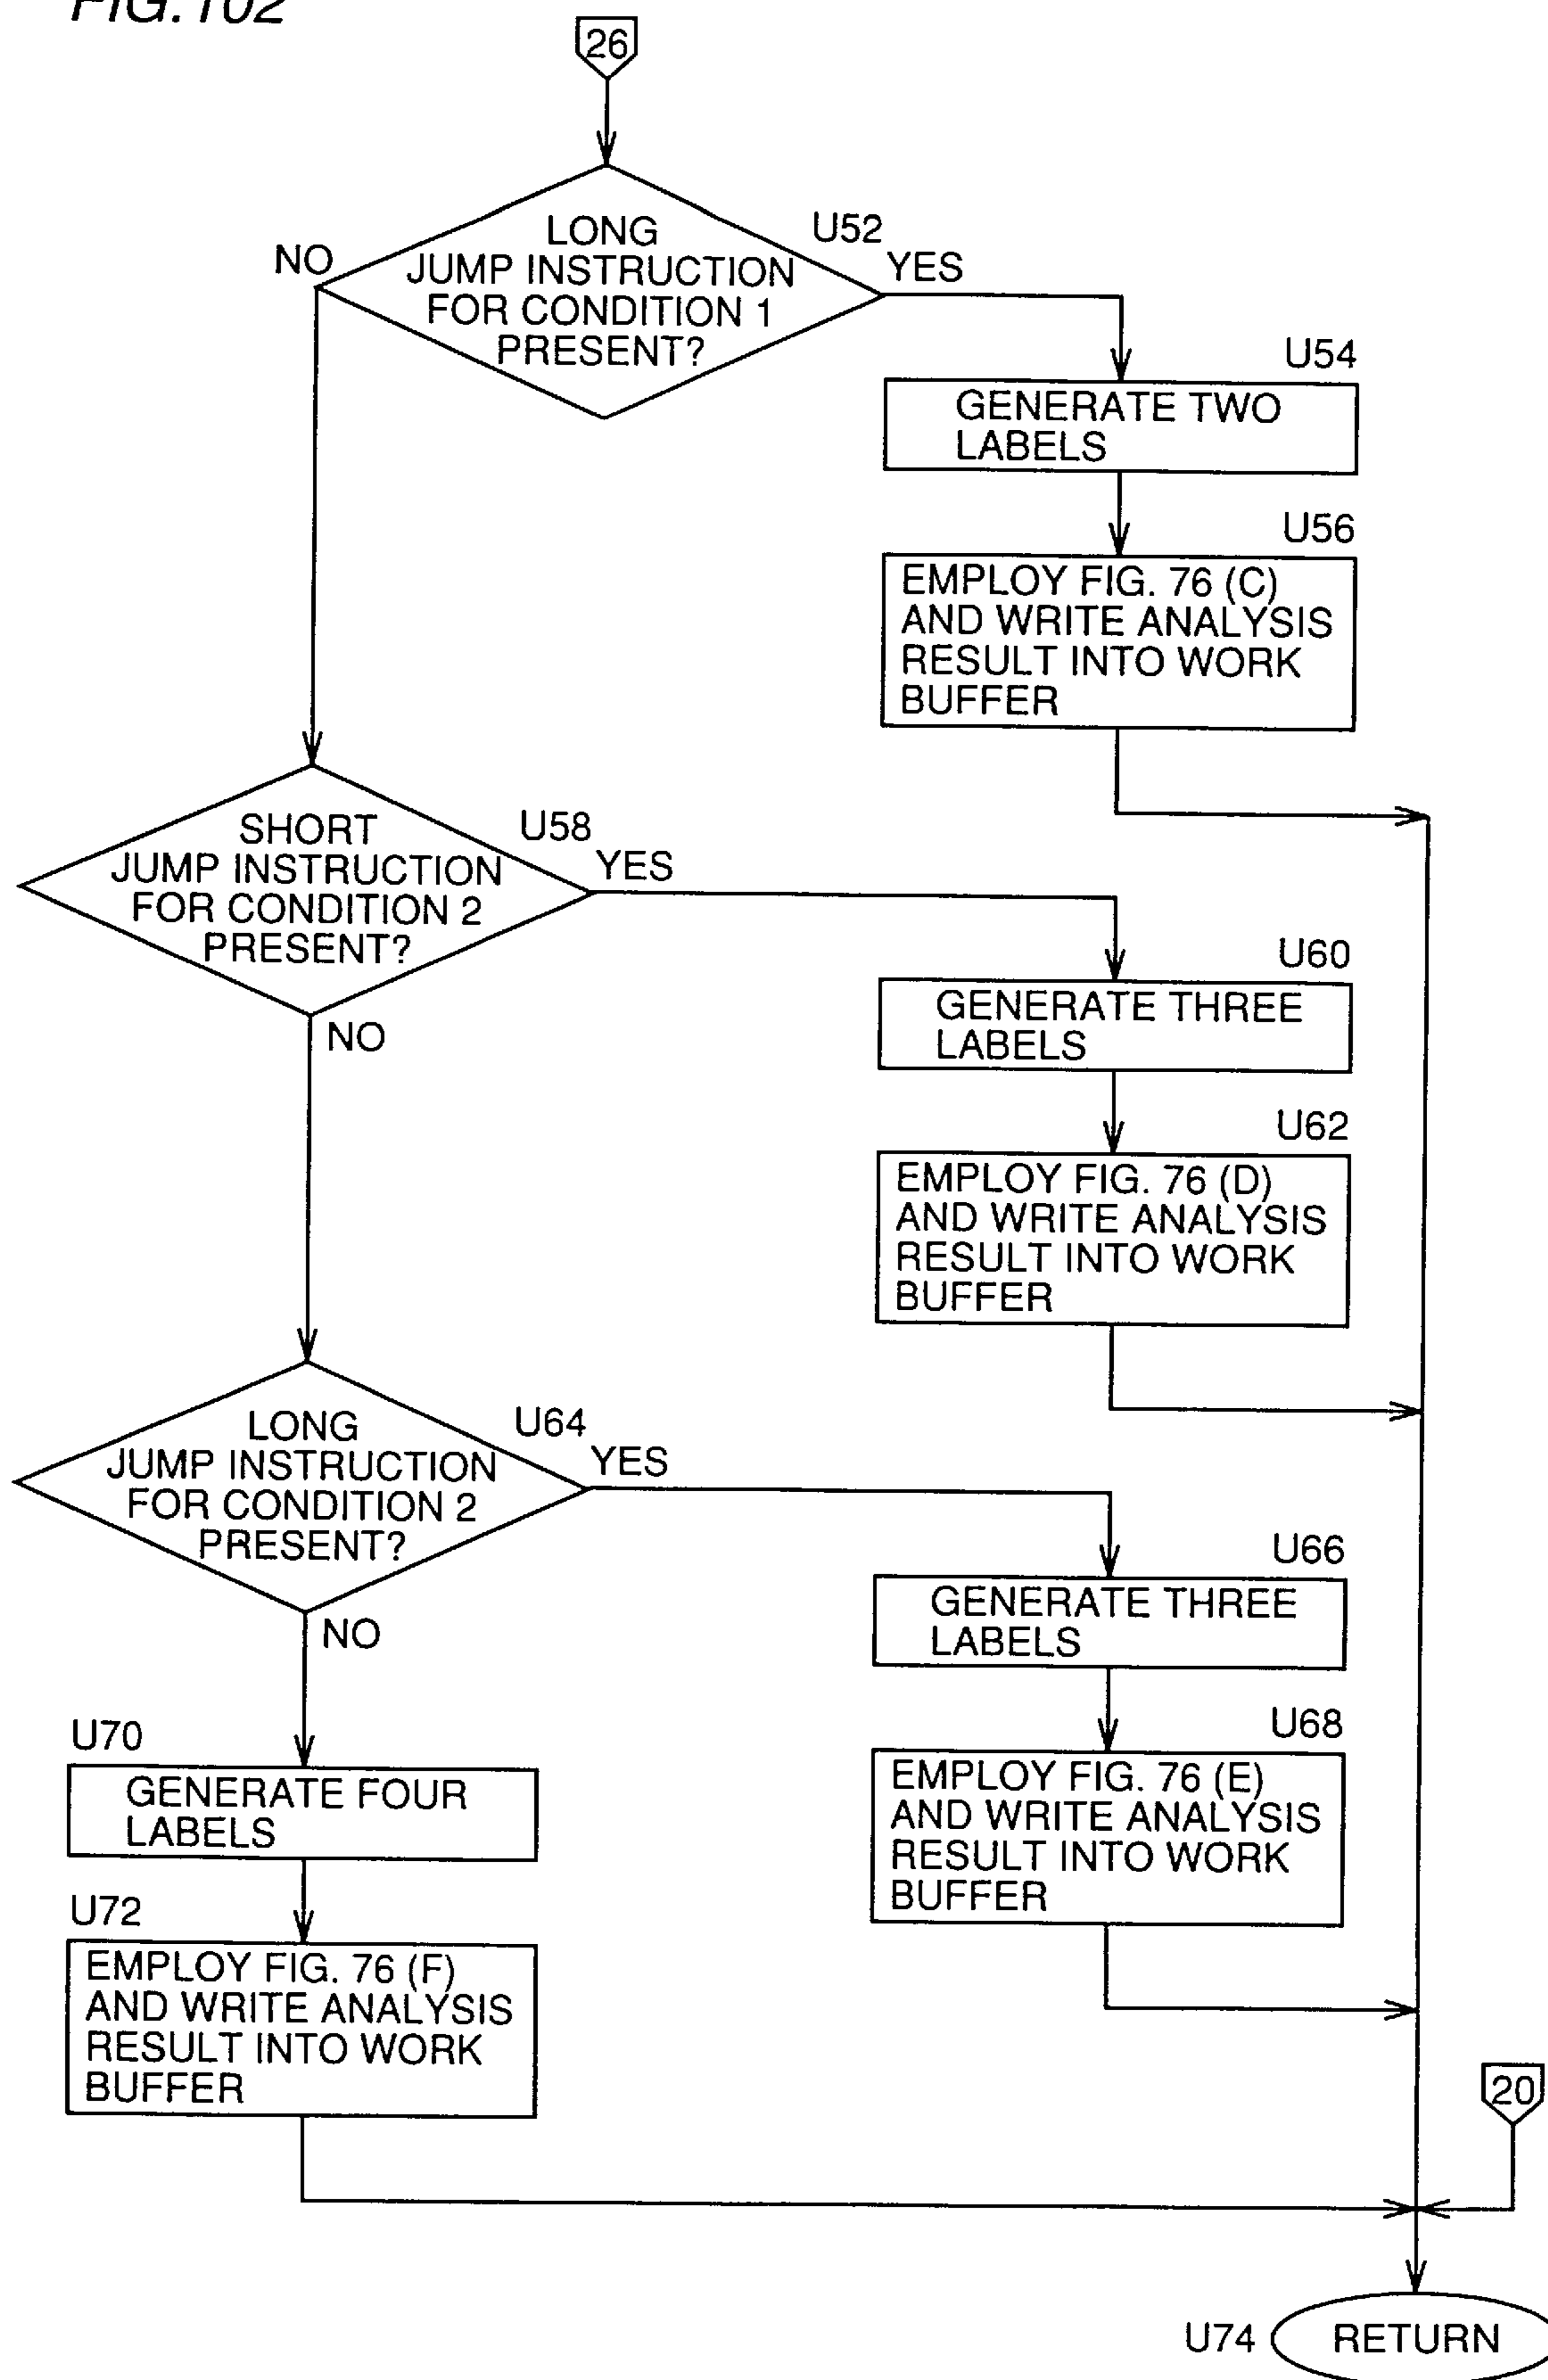 FIG.102
26
LONG
JUMP INSTRUCTION
FOR CONDITION 1
PRESENT?
U52
NO
YES
U54
GENERATE TWO
LABELS
U56
EMPLOY FIG. 76 (C)
AND WRITE ANALYSIS
RESULT INTO WORK
BUFFER
SHORT
JUMP INSTRUCTION
FOR CONDITION 2
PRESENT?
U58
YES
NO
U60
GENERATE THREE
LABELS
U62
EMPLOY FIG. 76 (D)
AND WRITE ANALYSIS
RESULT INTO WORK
BUFFER
LONG
JUMP INSTRUCTION
FOR CONDITION 2
PRESENT?
U64
YES
NO
U66
GENERATE THREE
LABELS
U68
EMPLOY FIG. 76 (E)
AND WRITE ANALYSIS
RESULT INTO WORK
BUFFER
U70
GENERATE FOUR
LABELS
U72
EMPLOY FIG. 76 (F)
AND WRITE ANALYSIS
RESULT INTO WORK
BUFFER
20
U74
RETURN